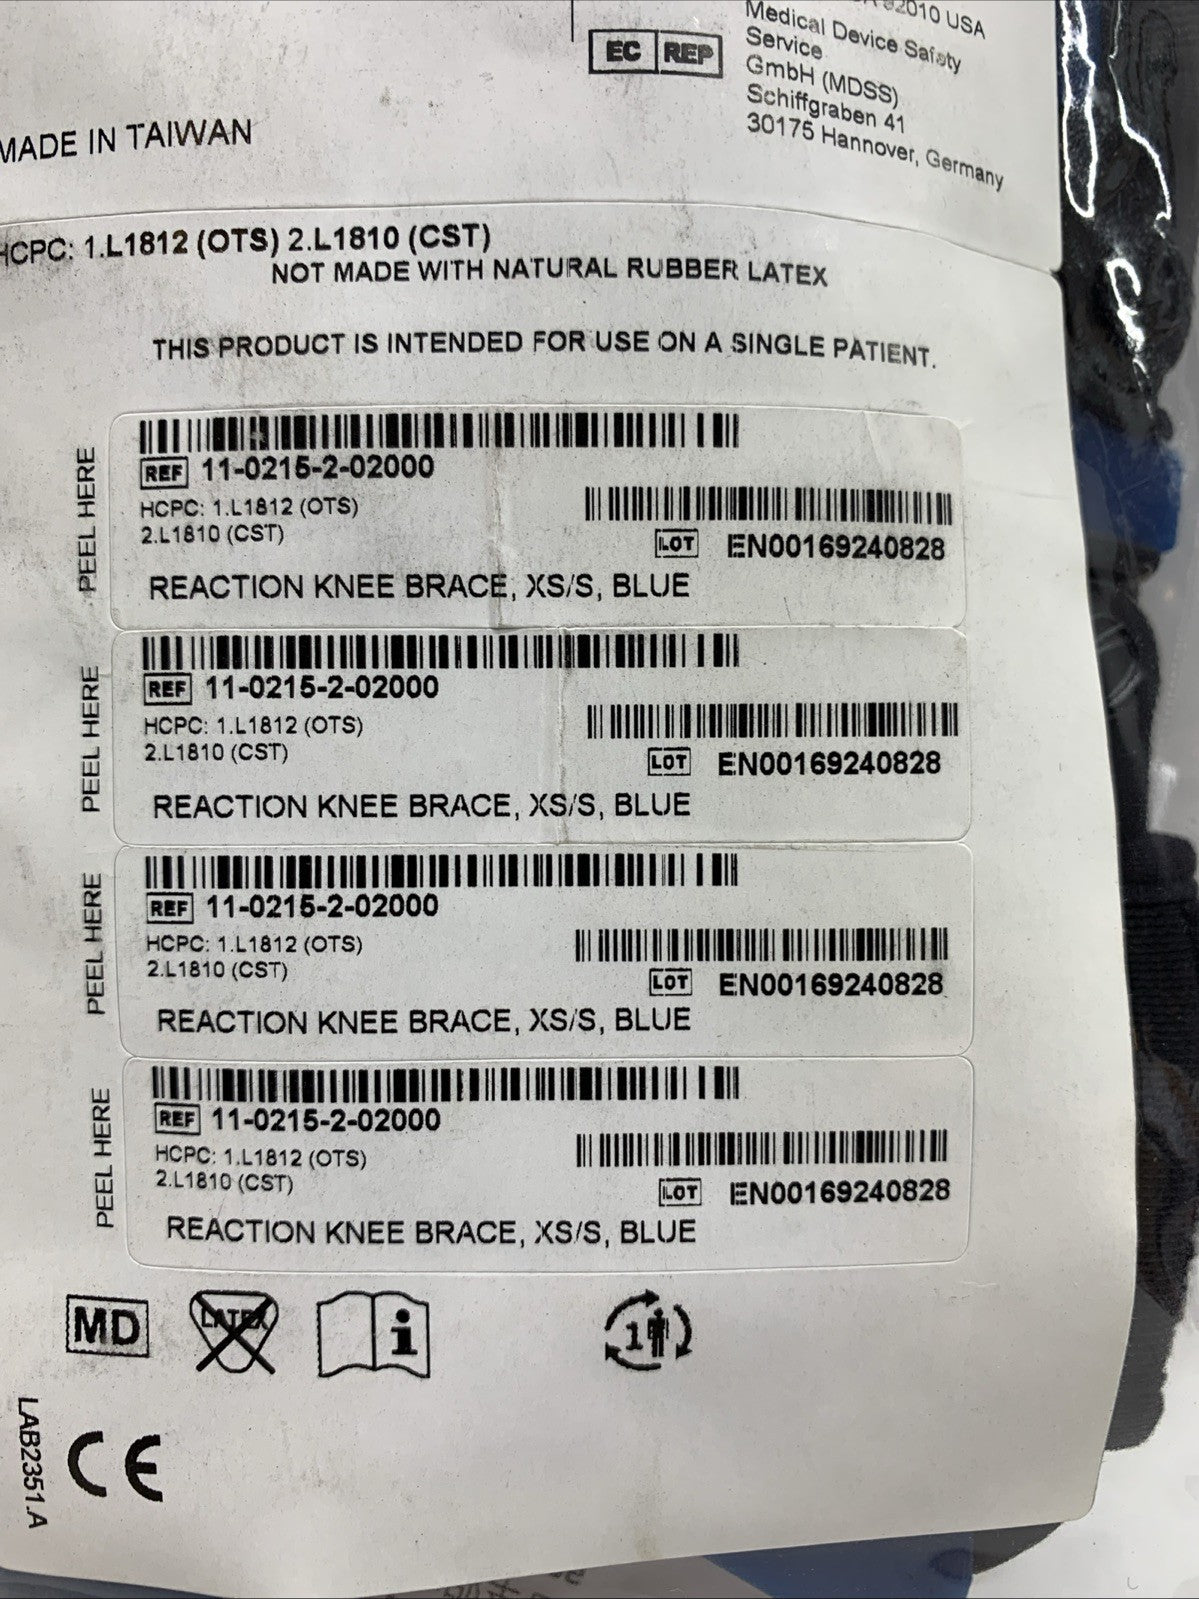 92010 USA
EC REP
Medical Device Safety
Service
GmbH (MDSS)
Schiffgraben 41
30175 Hannover, Germany
MADE IN TAIWAN
HCPC: 1.L1812 (OTS) 2.L1810 (CST)
NOT MADE WITH NATURAL RUBBER LATEX
THIS PRODUCT IS INTENDED FOR USE ON A SINGLE PATIENT.
PEEL HERE
REF 11-0215-2-02000
HCPC: 1.L1812 (OTS)
2.L1810 (CST)
LOT EN00169240828
REACTION KNEE BRACE, XS/S, BLUE
PEEL HERE
REF 11-0215-2-02000
HCPC: 1.L1812 (OTS)
2.L1810 (CST)
LOT EN00169240828
REACTION KNEE BRACE, XS/S, BLUE
PEEL HERE
REF 11-0215-2-02000
HCPC: 1.L1812 (OTS)
2.L1810 (CST)
LOT EN00169240828
REACTION KNEE BRACE, XS/S, BLUE
PEEL HERE
REF 11-0215-2-02000
HCPC: 1.L1812 (OTS)
2.L1810 (CST)
LOT EN00169240828
REACTION KNEE BRACE, XS/S, BLUE
MD
LATEX
i
1
CE
LAB2351.A